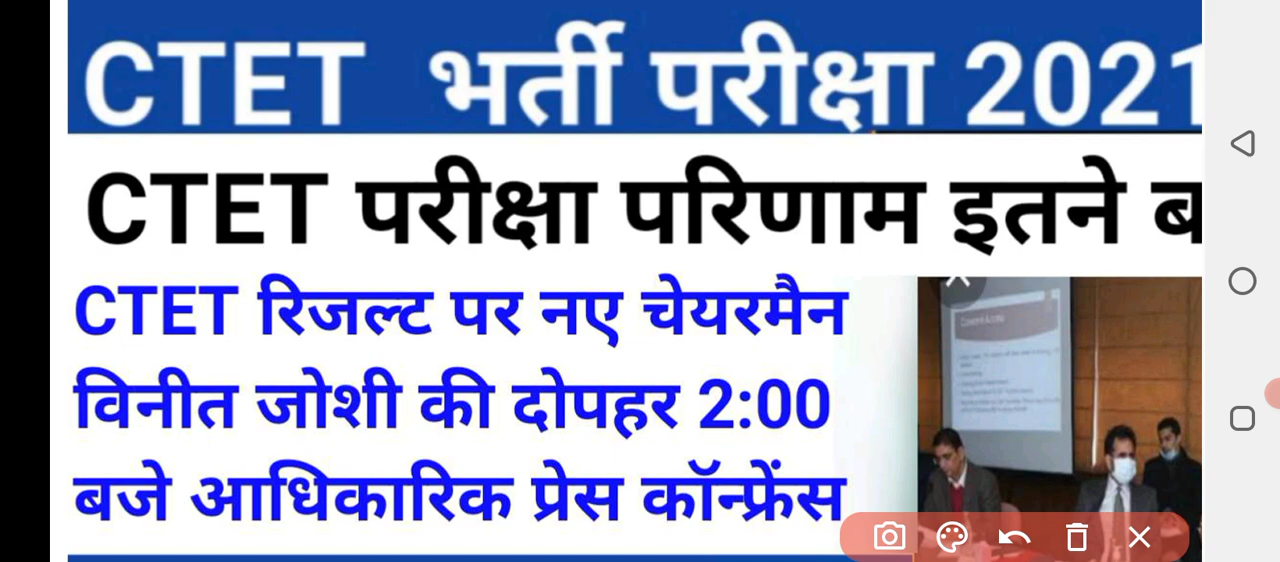 CTET भर्ती परीक्षा 2021
CTET परीक्षा परिणाम इतने ब
CTET रिजल्ट पर नए चेयरमैन
विनीत जोशी की दोपहर 2:00
बजे आधिकारिक प्रेस कॉन्फ्रेंस